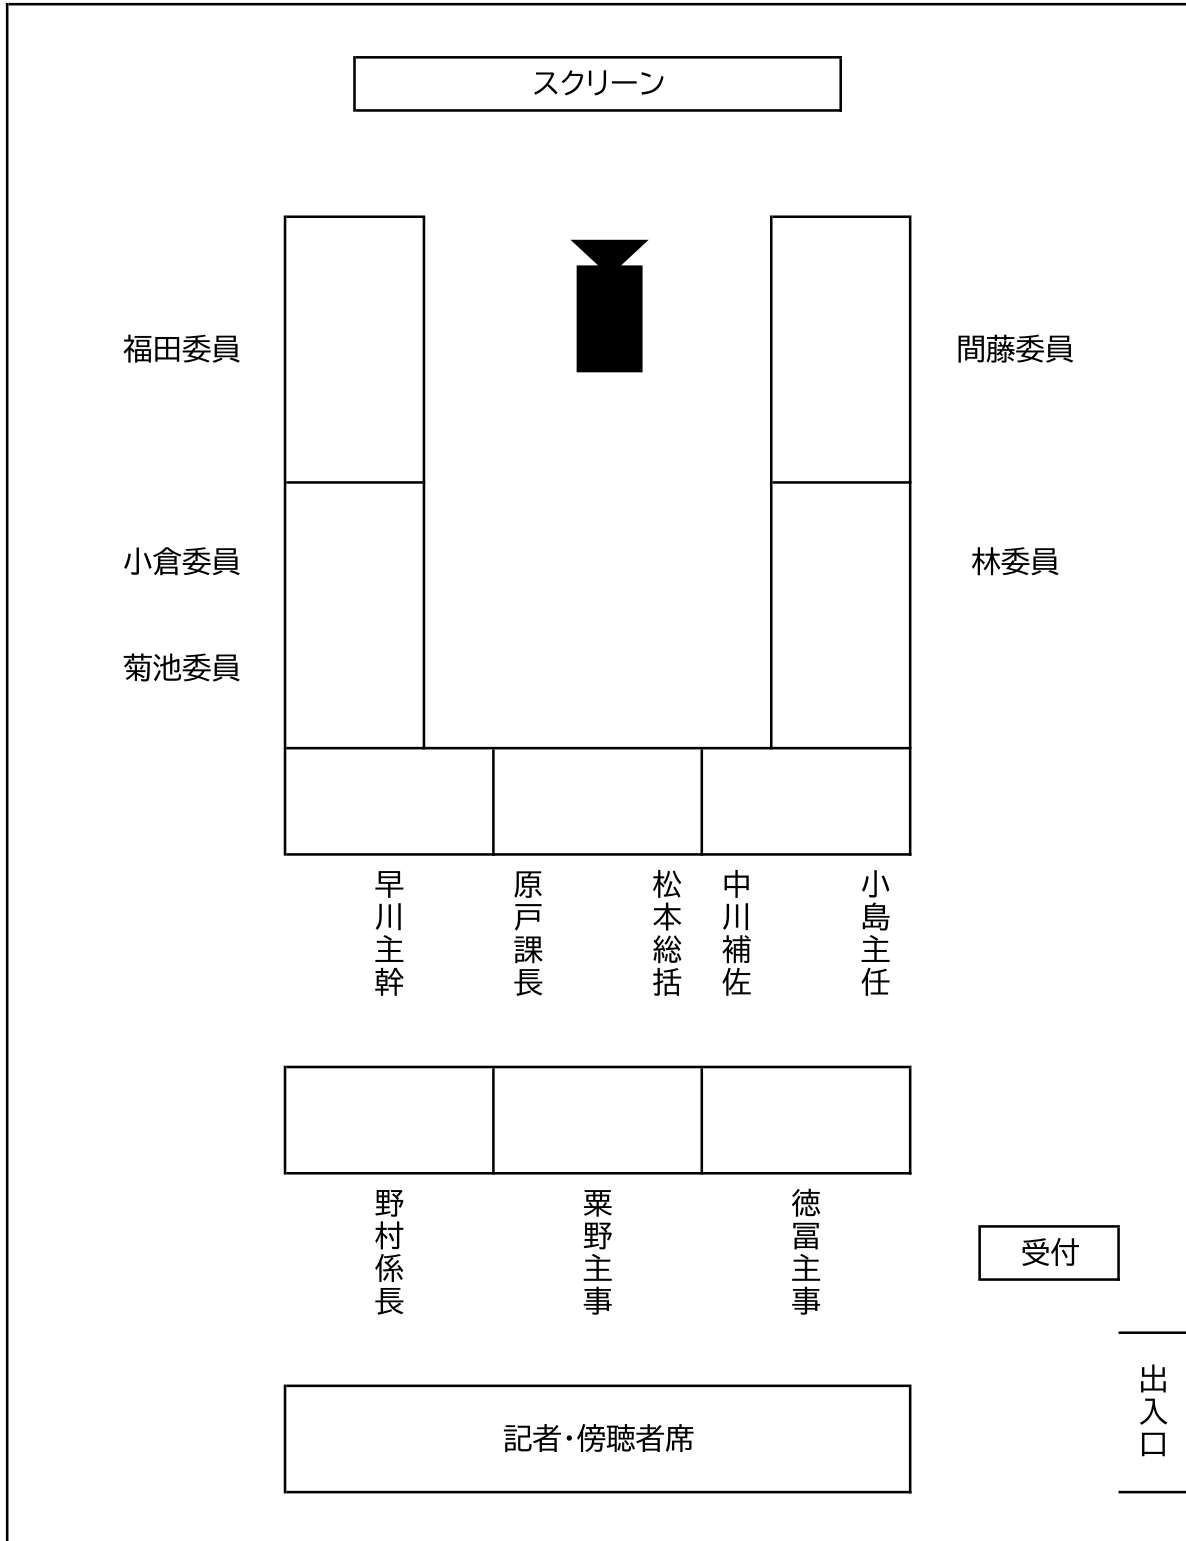 スクリーン
福田委員
間藤委員
小倉委員
林委員
菊池委員
早川主幹
原戸課長
松本総括
中川補佐
小島主任
野村係長
粟野主事
徳冨主事
受付
出入口
記者・傍聴者席